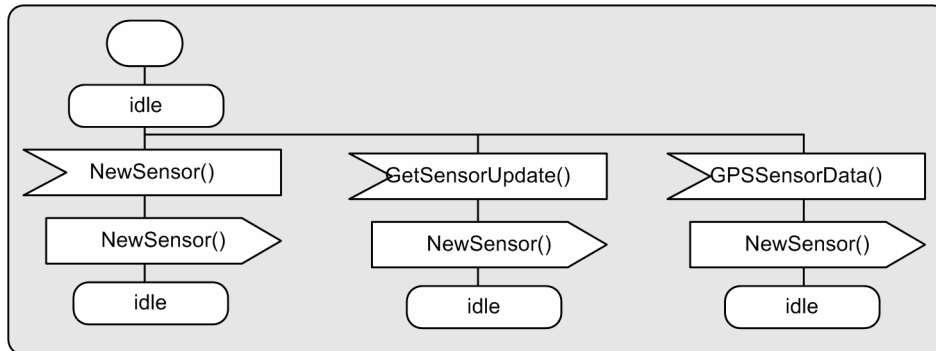 idle
NewSensor()
GetSensorUpdate()
GPSSensorData()
NewSensor()
NewSensor()
NewSensor()
idle
idle
idle